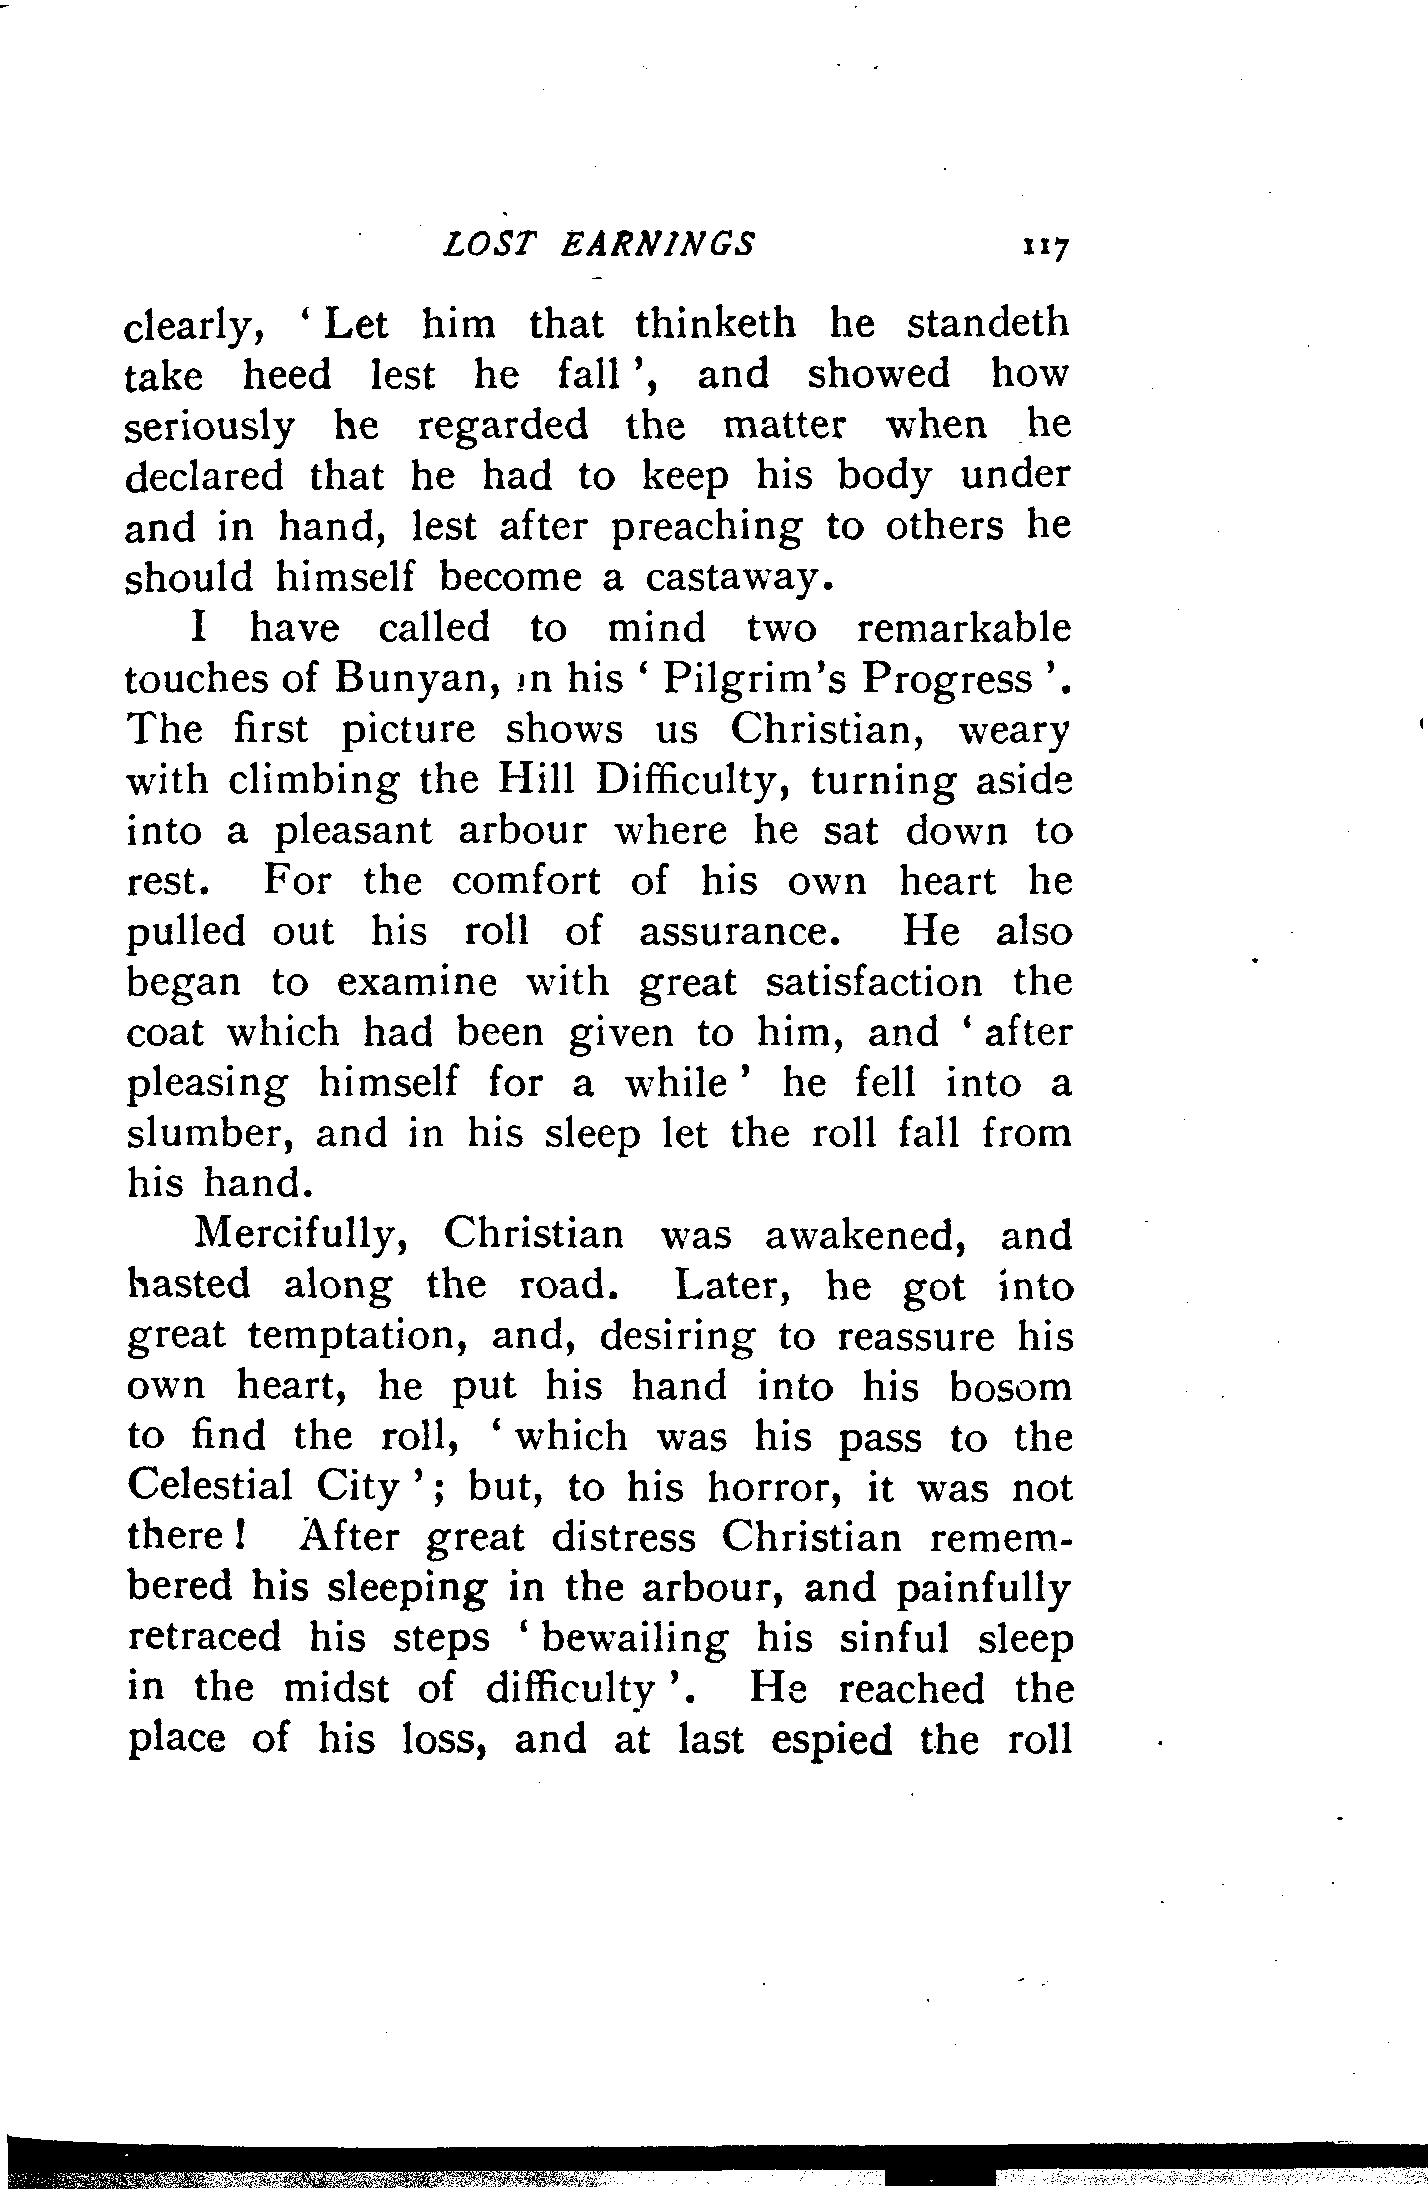 LOST EARNINGS 117
clearly, ‘ Let him that thinketh he standeth
take heed lest he fall ’, and showed how
seriously he regarded the matter when he
declared that he had to keep his body under
and in hand, lest after preaching to others he
should himself become a castaway.
I have called to mind two remarkable
touches of Bunyan, in his ‘ Pilgrim's Progress ’.
The first picture shows us Christian, weary
with climbing the Hill Difficulty, turning aside
into a pleasant arbour where he sat down to
rest. For the comfort of his own heart he
pulled out his roll of assurance. He also
began to examine with great satisfaction the
coat which had been given to him, and ‘ after
pleasing himself for a while ’ he fell into a
slumber, and in his sleep let the roll fall from
his hand.
Mercifully, Christian was awakened, and
hasted along the road. Later, he got into
great temptation, and, desiring to reassure his
own heart, he put his hand into his bosom
to find the roll, ‘ which was his pass to the
Celestial City ’; but, to his horror, it was not
there ! After great distress Christian remem-
bered his sleeping in the arbour, and painfully
retraced his steps ‘ bewailing his sinful sleep
in the midst of difficulty ’. He reached the
place of his loss, and at last espied the roll